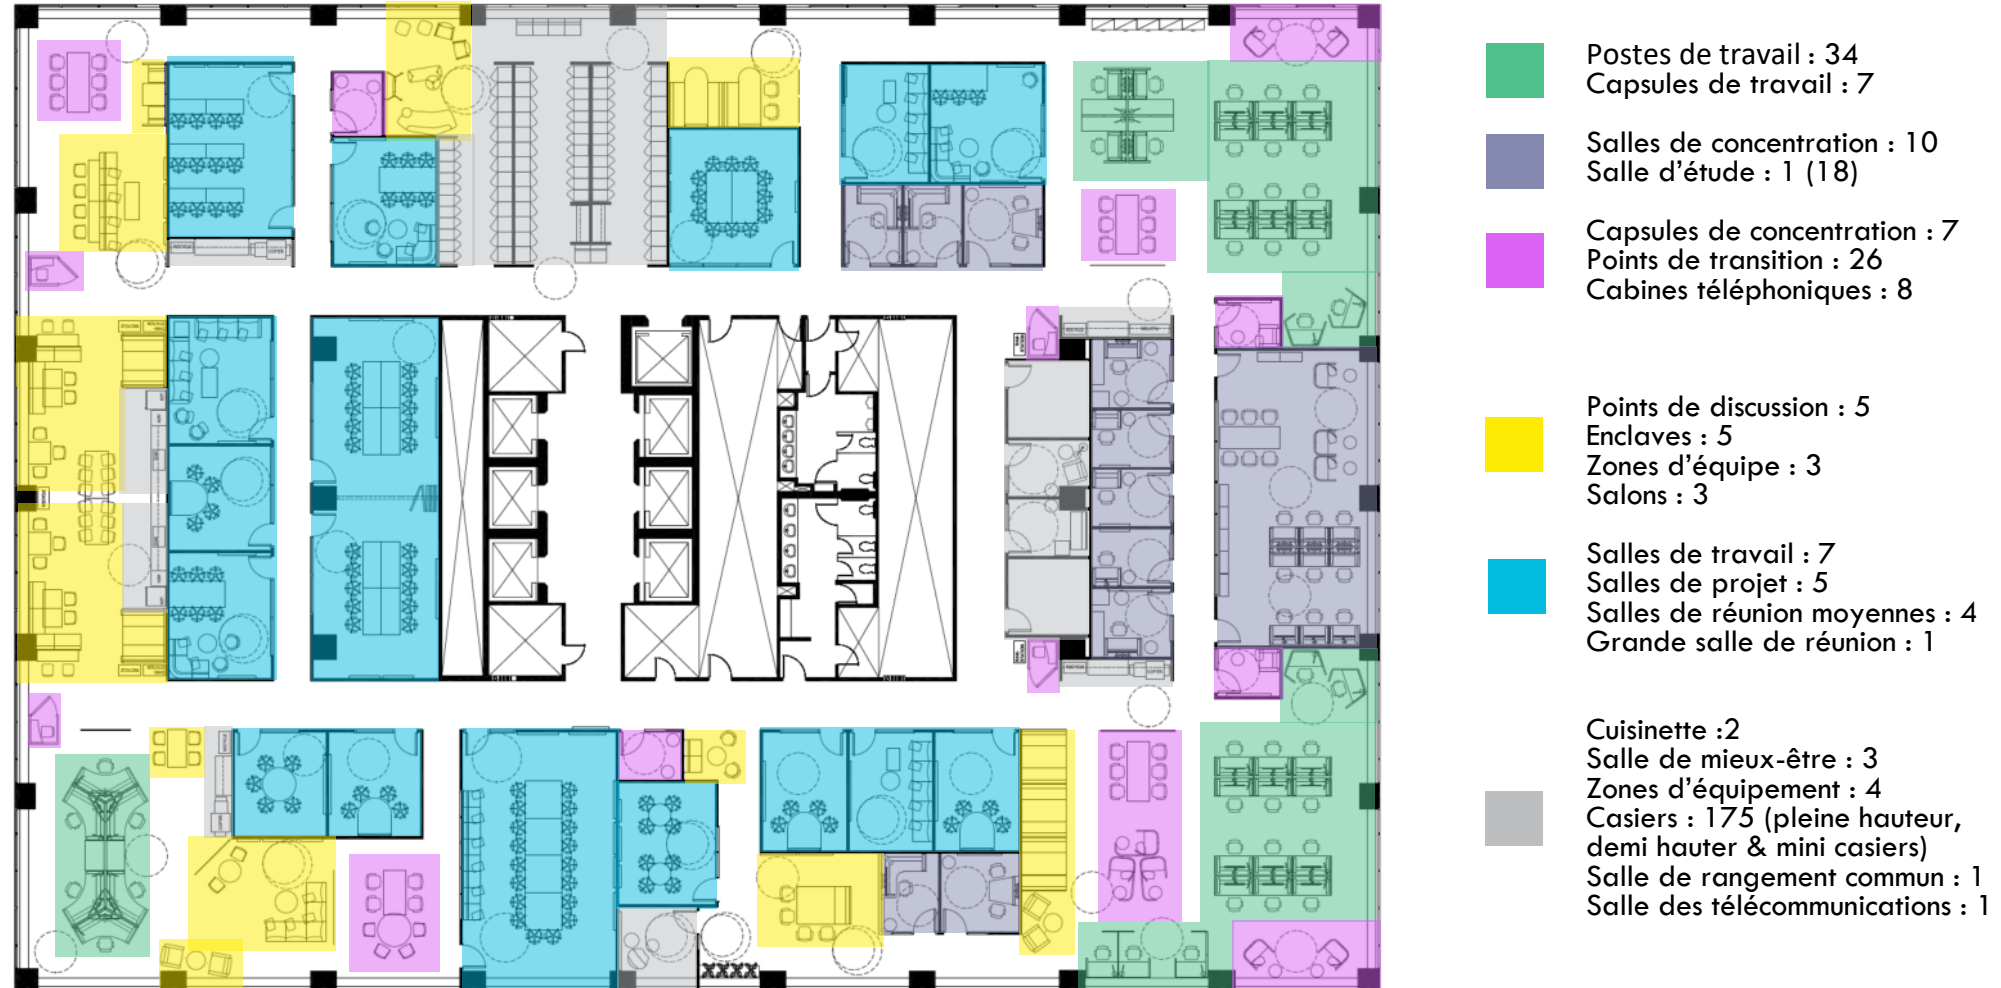 Postes de travail : 34
Capsules de travail : 7
Salles de concentration : 10
Salle d'étude : 1 (18)
Capsules de concentration : 7
Points de transition : 26
Cabines téléphoniques : 8
Points de discussion : 5
Enclaves : 5
Zones d'équipe : 3
Salons : 3
Salles de travail : 7
Salles de projet : 5
Salles de réunion moyennes : 4
Grande salle de réunion : 1
Cuisinette :2
Salle de mieux-être : 3
Zones d'équipement : 4
Casiers : 175 (pleine hauteur,
demi hauter & mini casiers)
Salle de rangement commun : 1
Salle des télécommunications : 1